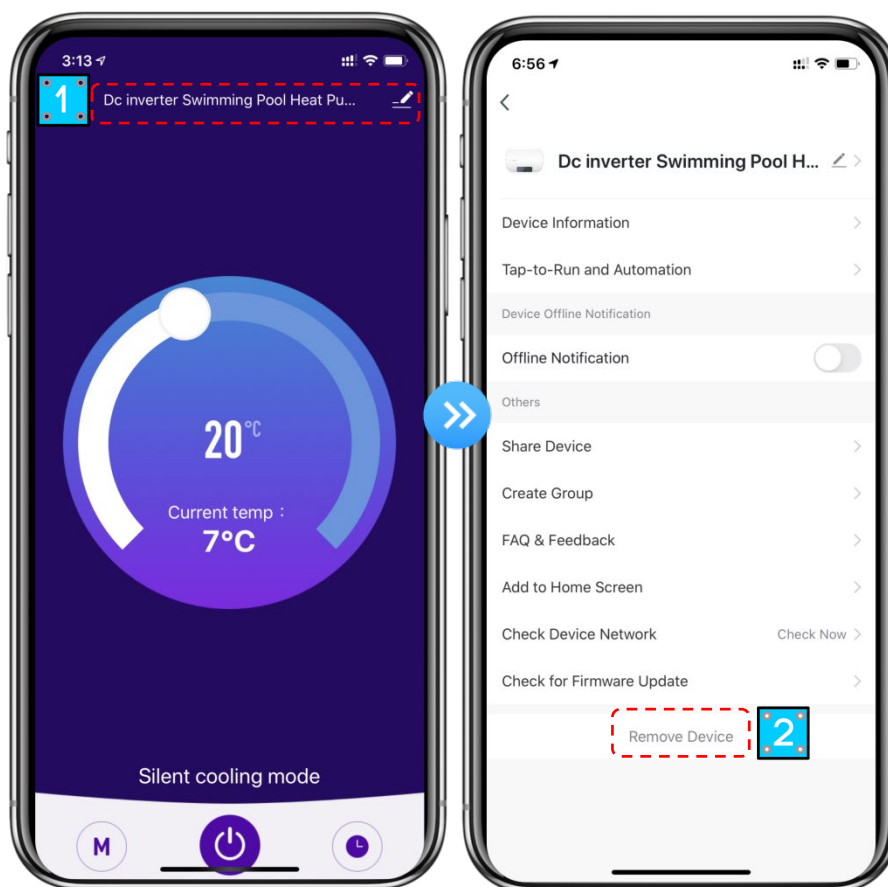 3:13
1
Dc inverter Swimming Pool Heat Pu...
20°C
Current temp :
7°C
Silent cooling mode
M
6:56
Dc inverter Swimming Pool H...
Device Information
Tap-to-Run and Automation
Device Offline Notification
Offline Notification
Others
Share Device
Create Group
FAQ & Feedback
Add to Home Screen
Check Device Network Check Now
Check for Firmware Update
Remove Device 2